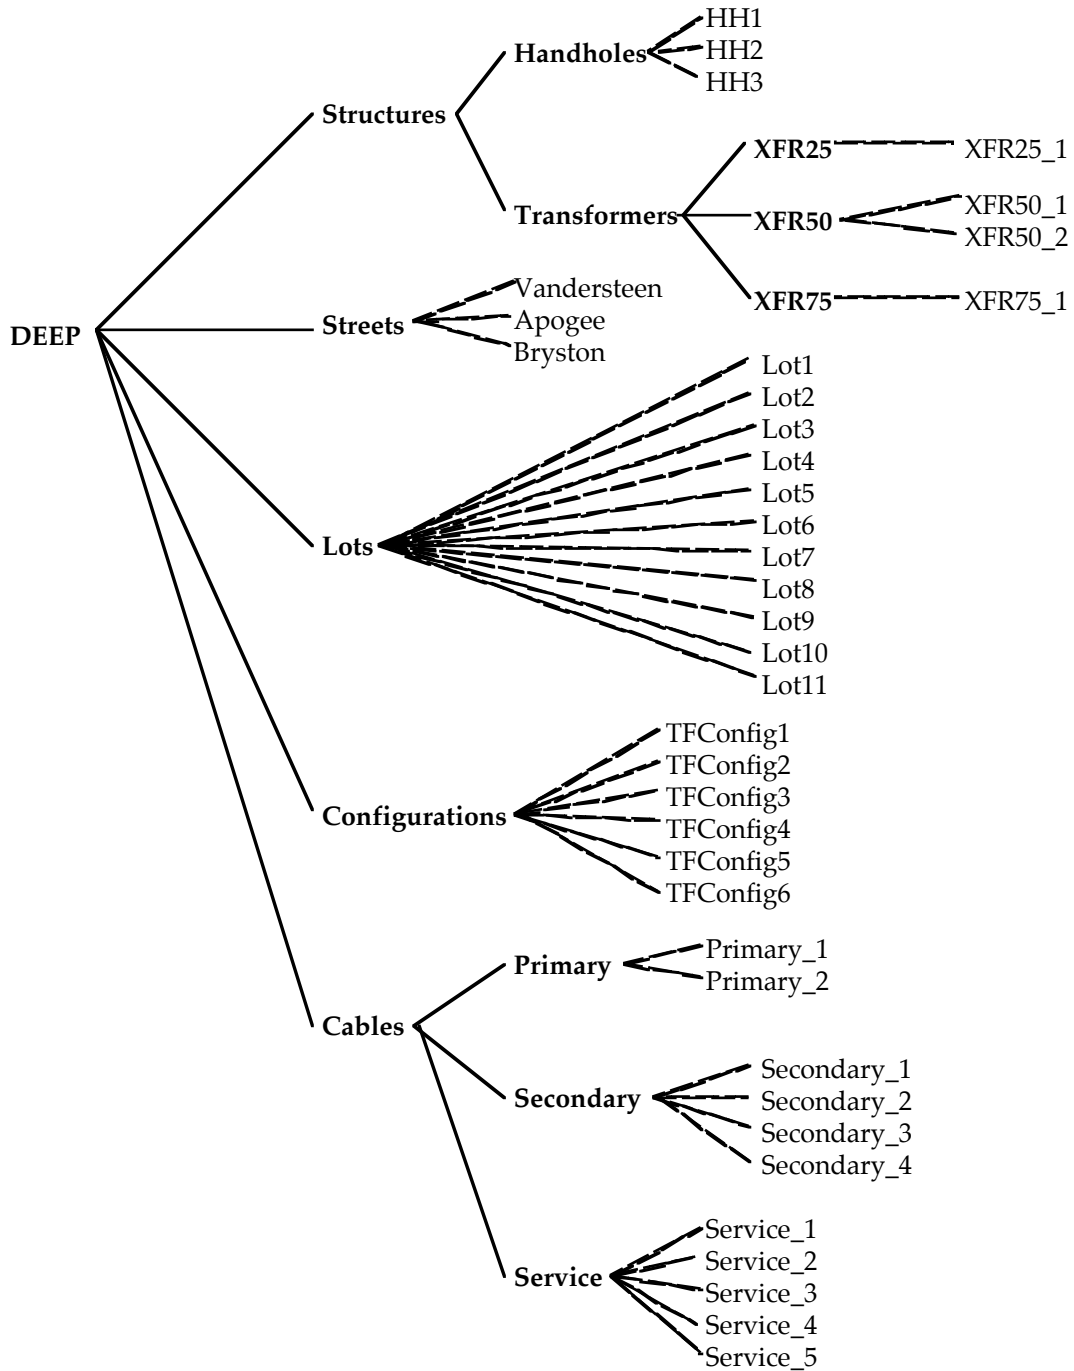 HH1
HH2
HH3
Handholes
Structures
XFR25
XFR25_1
Transformers
XFR50
XFR50_1
XFR50_2
XFR75
XFR75_1
DEEP
Streets
Vandersteen
Apogee
Bryston
Lots
Lot1
Lot2
Lot3
Lot4
Lot5
Lot6
Lot7
Lot8
Lot9
Lot10
Lot11
Configurations
TFConfig1
TFConfig2
TFConfig3
TFConfig4
TFConfig5
TFConfig6
Cables
Primary
Primary_1
Primary_2
Secondary
Secondary_1
Secondary_2
Secondary_3
Secondary_4
Service
Service_1
Service_2
Service_3
Service_4
Service_5